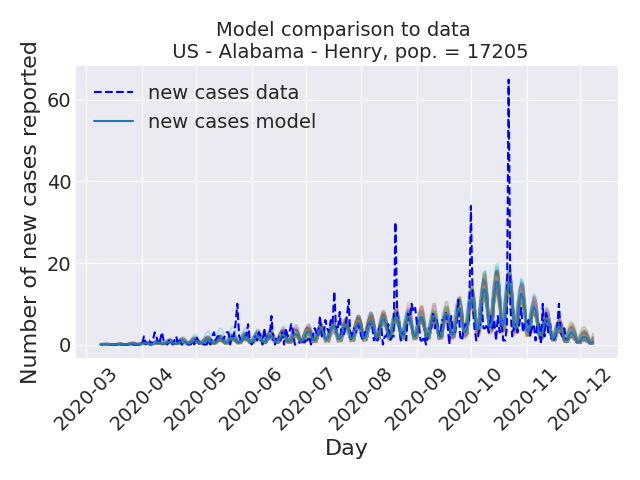 Model comparison to data
US - Alabama - Henry, pop. = 17205
Number of new cases reported
60
40
20
0
new cases data
new cases model
2020-03
2020-04
2020-05
2020-06
2020-07
2020-08
2020-09
2020-10
2020-11
2020-12
Day